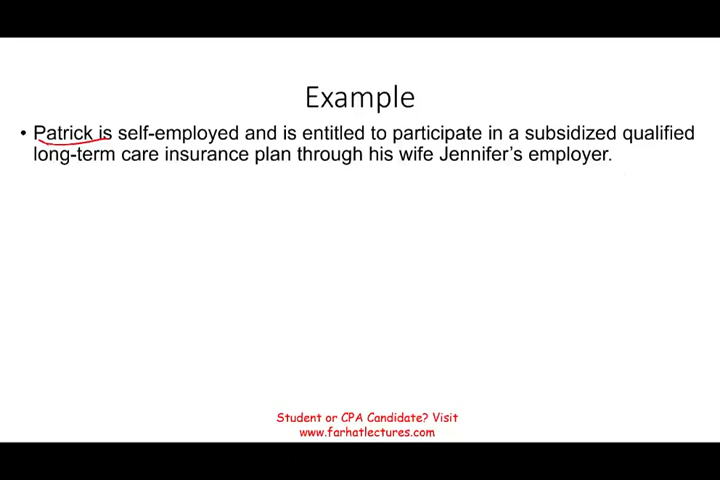 Example
• Patrick is self-employed and is entitled to participate in a subsidized qualified
long-term care insurance plan through his wife Jennifer’s employer.
Student or CPA Candidate? Visit
www.farhatlectures.com